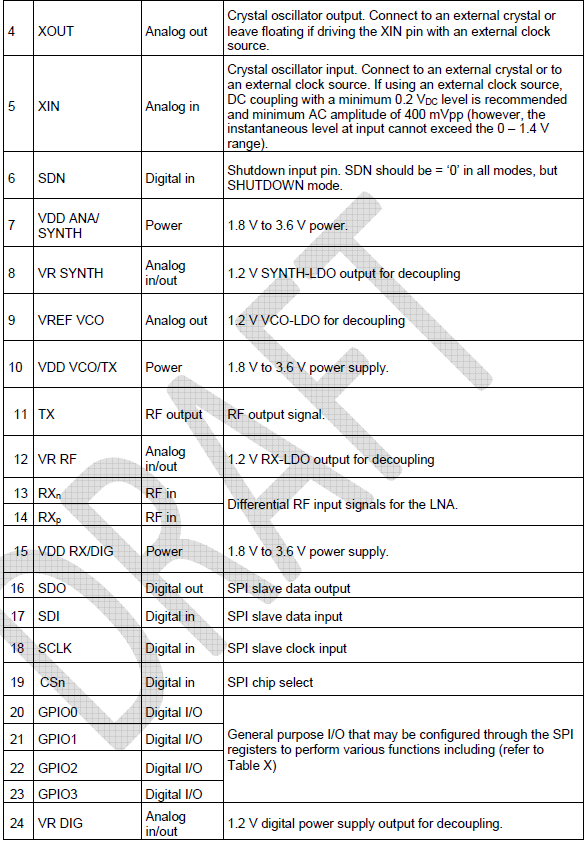 4 XOUT Analog out Crystal oscillator output. Connect to an external crystal or
leave floating if driving the XIN pin with an external clock
source.
5 XIN Analog in Crystal oscillator input. Connect to an external crystal or to
an external clock source. If using an external clock source,
DC coupling with a minimum 0.2 VDC level is recommended
and minimum AC amplitude of 400 mVpp (however, the
instantaneous level at input cannot exceed the 0 – 1.4 V
range).
6 SDN Digital in Shutdown input pin. SDN should be = ‘0’ in all modes, but
SHUTDOWN mode.
7 VDD ANA/
SYNTH Power 1.8 V to 3.6 V power.
8 VR SYNTH Analog
in/out 1.2 V SYNTH-LDO output for decoupling
9 VREF VCO Analog out 1.2 V VCO-LDO for decoupling
10 VDD VCO/TX Power 1.8 V to 3.6 V power supply.
11 TX RF output RF output signal.
12 VR RF Analog
in/out 1.2 V RX-LDO output for decoupling
13 RXn RF in
Differential RF input signals for the LNA.
14 RXp RF in
15 VDD RX/DIG Power 1.8 V to 3.6 V power supply.
16 SDO Digital out SPI slave data output
17 SDI Digital in SPI slave data input
18 SCLK Digital in SPI slave clock input
19 CSn Digital in SPI chip select
20 GPIO0 Digital I/O
21 GPIO1 Digital I/O General purpose I/O that may be configured through the SPI
registers to perform various functions including (refer to
22 GPIO2 Digital I/O Table X)
23 GPIO3 Digital I/O
24 VR DIG Analog
in/out 1.2 V digital power supply output for decoupling.
DRAFT